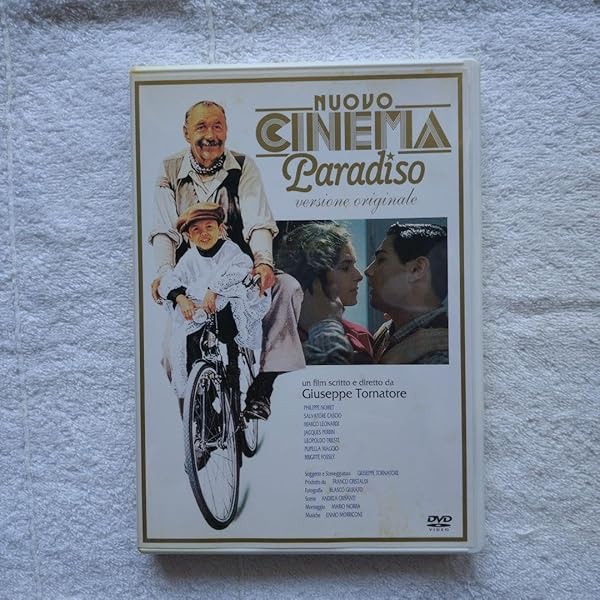 NUOVO
CINEMA
Paradiso
versione originale
un film scritto e diretto da
Giuseppe Tornatore
PHILIPPE NOIRET
SALVATORE CASCIO
MARCO LEONARDI
JACQUES PERRIN
LEOPOLDO TRIESTE
PUPELLA MAGGIO
BRIGITTE FOSSEY
Soggetto e Sceneggiatura GIUSEPPE TORNATORE
Prodotto da FRANCO CRISTALDI
Fotografia BLASCO GIURATO
Scene ANDREA CRISANTI
Montaggio MARIO MORRA
Musiche ENNIO MORRICONE
DVD
VIDEO